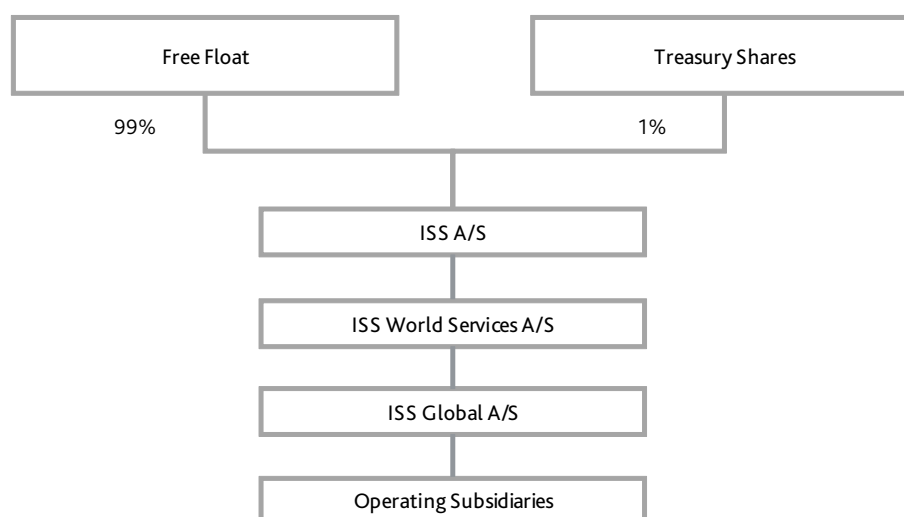 Free Float
Treasury Shares
99%
1%
ISS A/S
ISS World Services A/S
ISS Global A/S
Operating Subsidiaries